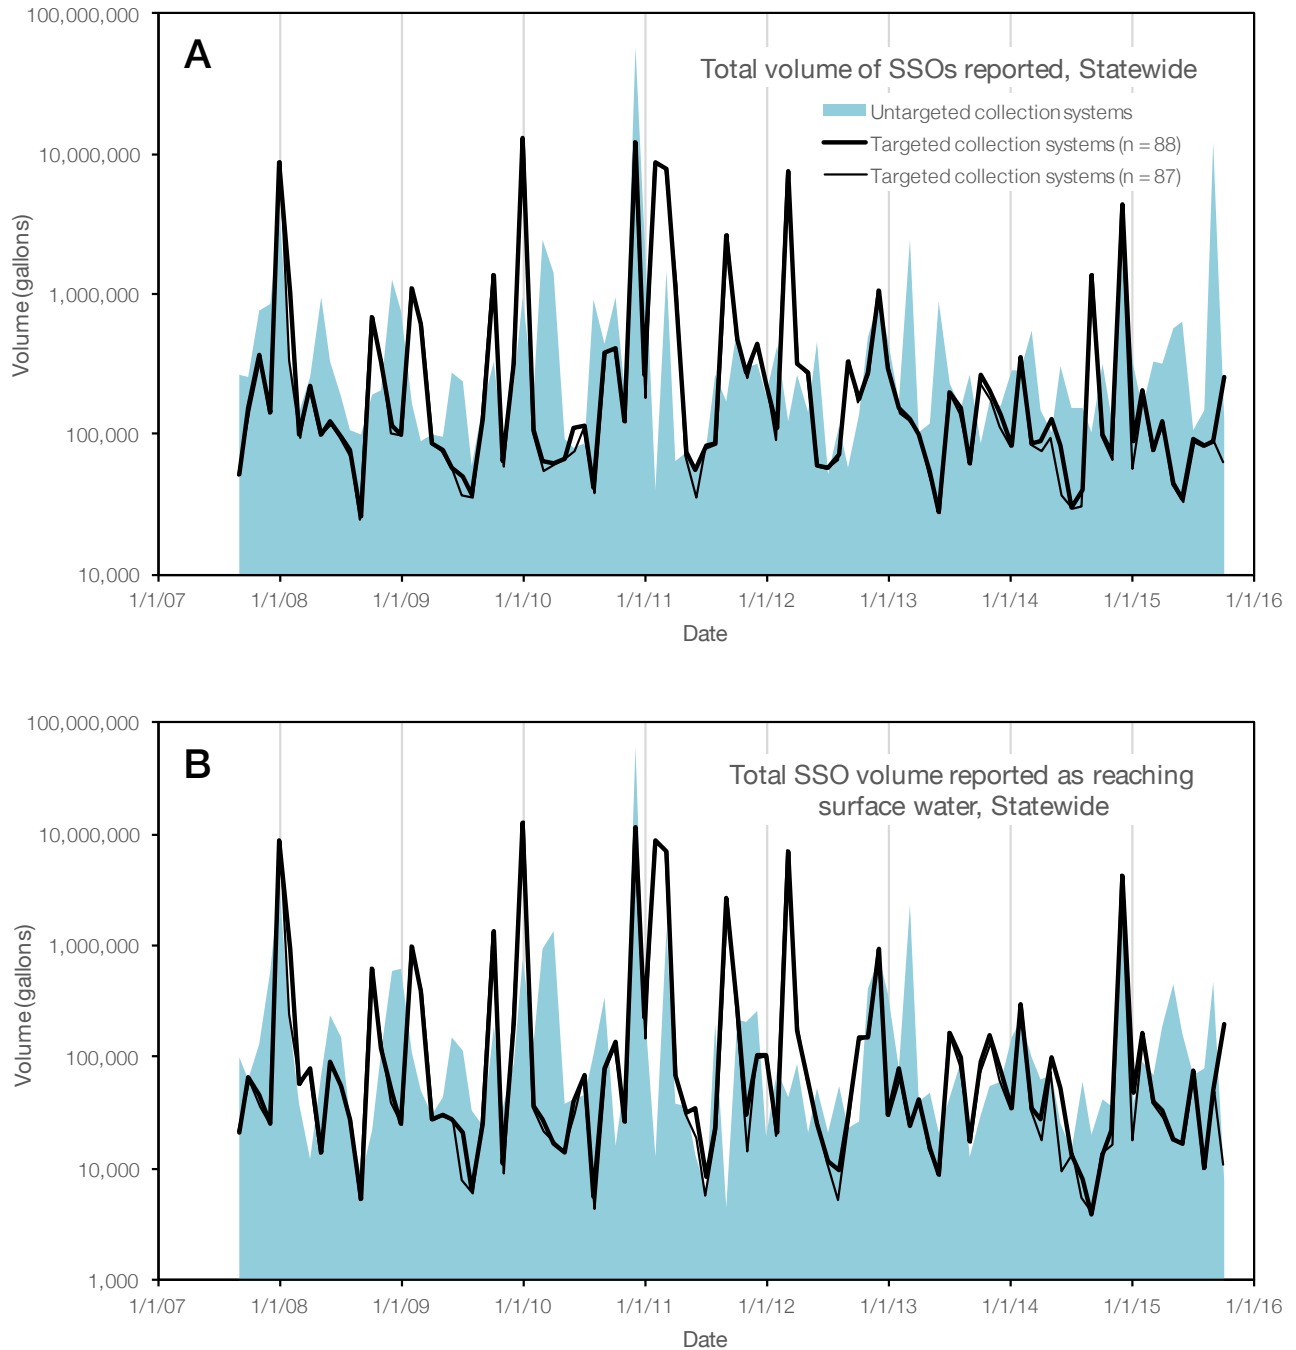 A
Total volume of SSOs reported, Statewide
Untargeted collection systems
Targeted collection systems (n = 88)
Targeted collection systems (n = 87)
Volume (gallons)
100,000,000
10,000,000
1,000,000
100,000
10,000
1/1/07 1/1/08 1/1/09 1/1/10 1/1/11 1/1/12 1/1/13 1/1/14 1/1/15 1/1/16
Date
B
Total SSO volume reported as reaching
surface water, Statewide
Volume (gallons)
100,000,000
10,000,000
1,000,000
100,000
10,000
1,000
1/1/07 1/1/08 1/1/09 1/1/10 1/1/11 1/1/12 1/1/13 1/1/14 1/1/15 1/1/16
Date